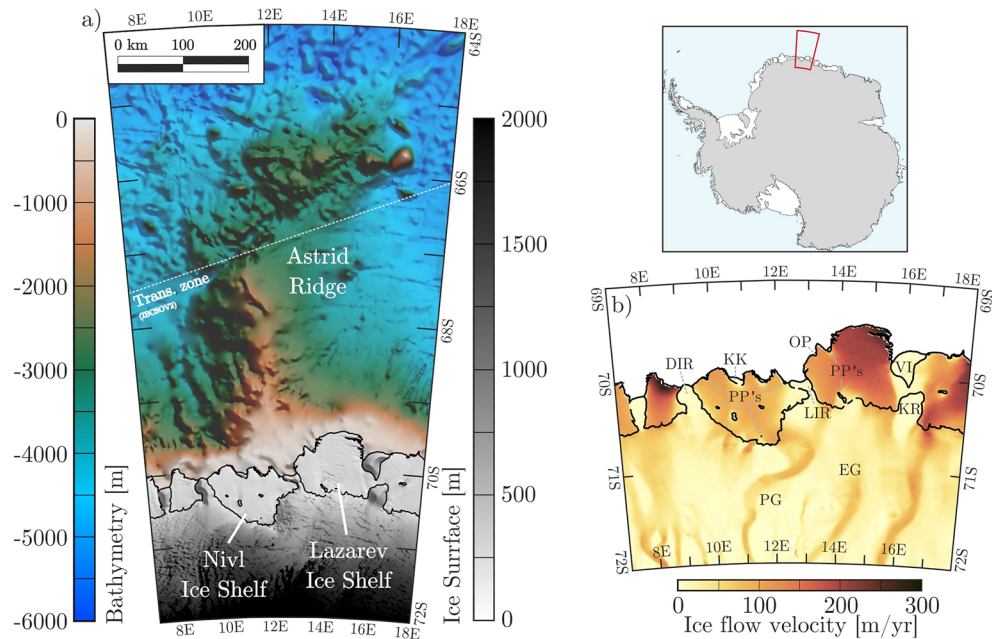 a)
8E 10E 12E 14E 16E 18E
64S
0 km 100 200
0
-1000
-2000
-3000
-4000
-5000
-6000
Bathymetry [m]
66S
68S
70S
72S
Trans. zone
(IBCSOV2)
Astrid
Ridge
Nivl
Ice Shelf
Lazarev
Ice Shelf
8E 10E 12E 14E 16E 18E
2000
1500
1000
500
0
Ice Surface [m]
b)
8E 10E 12E 14E 16E 18E
69S
69S
70S
70S
71S
71S
72S
72S
DIR
KK
OP
PP's
PP's
VI
LIR
KR
EG
PG
8E 10E 12E 14E 16E
0 100 200 300
Ice flow velocity [m/yr]